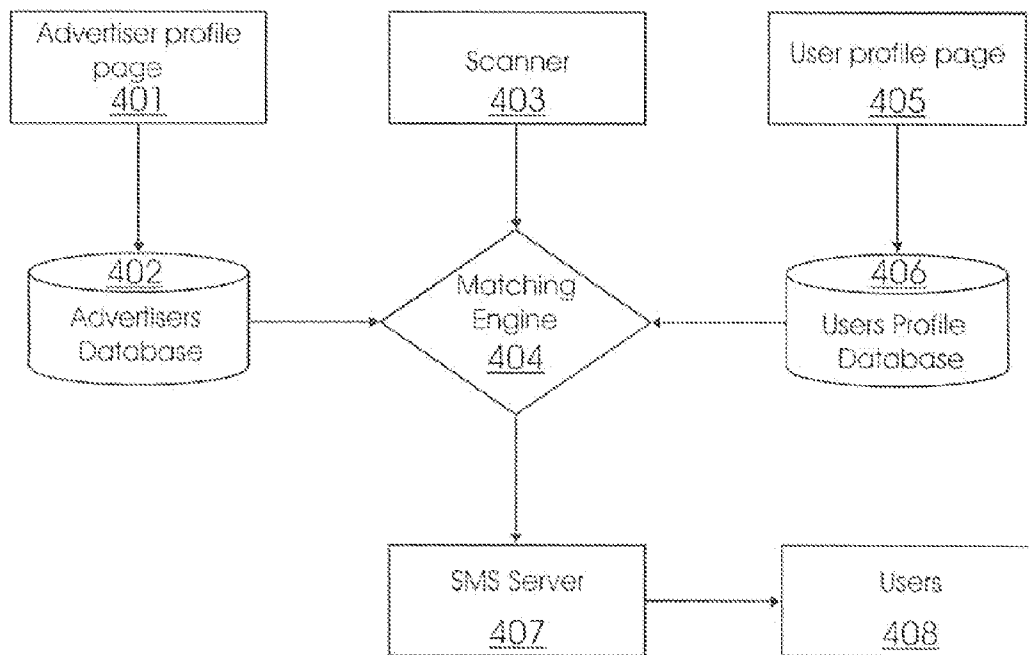 Advertiser profile
page
401
Scanner
403
User profile page
405
402
Advertisers
Database
Matching
Engine
404
406
Users Profile
Database
SMS Server
407
Users
408